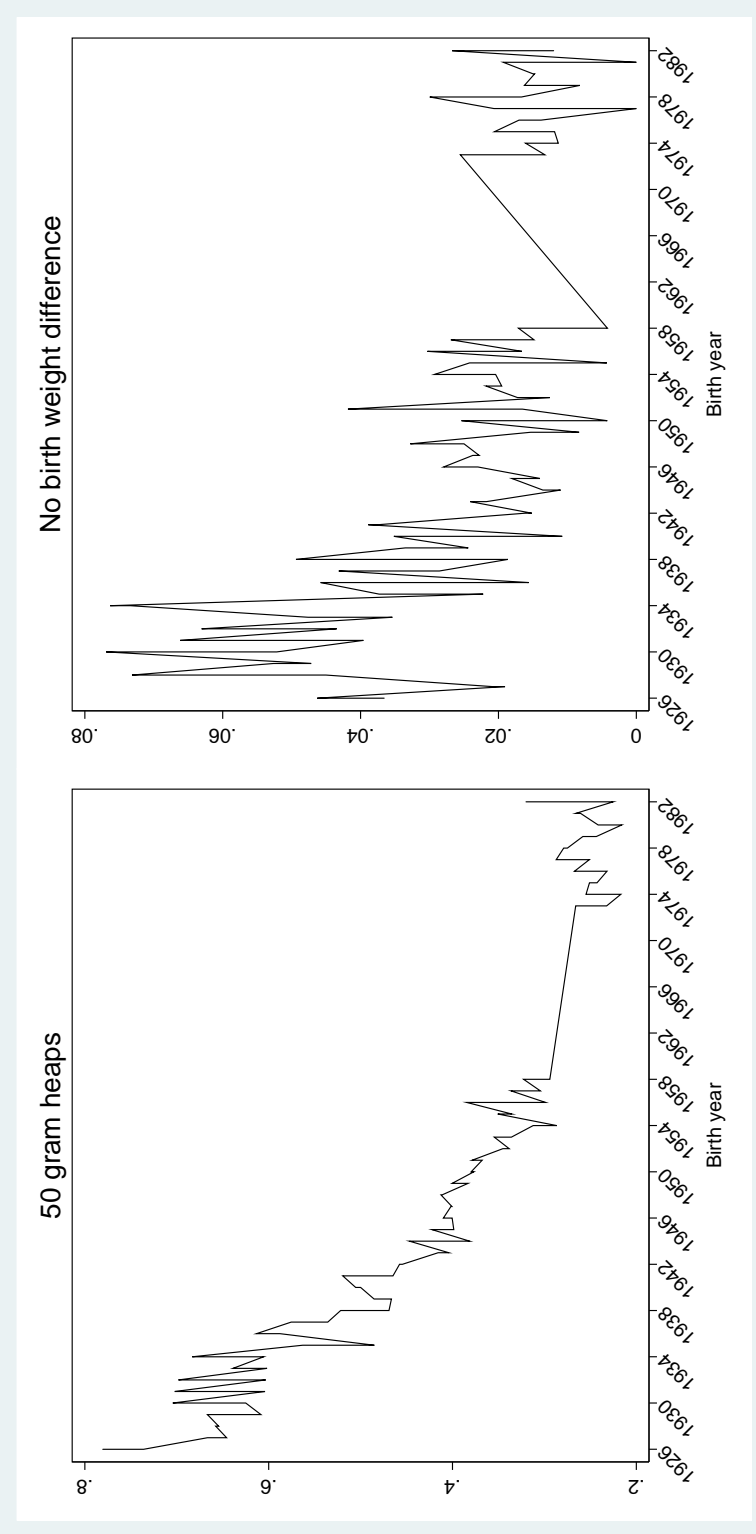 50 gram heaps
.8
.6
.4
.2
1926 1930 1934 1938 1942 1946 1950 1954 1958 1962 1966 1970 1974 1978 1982
Birth year
No birth weight difference
.08
.06
.04
.02
0
1926 1930 1934 1938 1942 1946 1950 1954 1958 1962 1966 1970 1974 1978 1982
Birth year